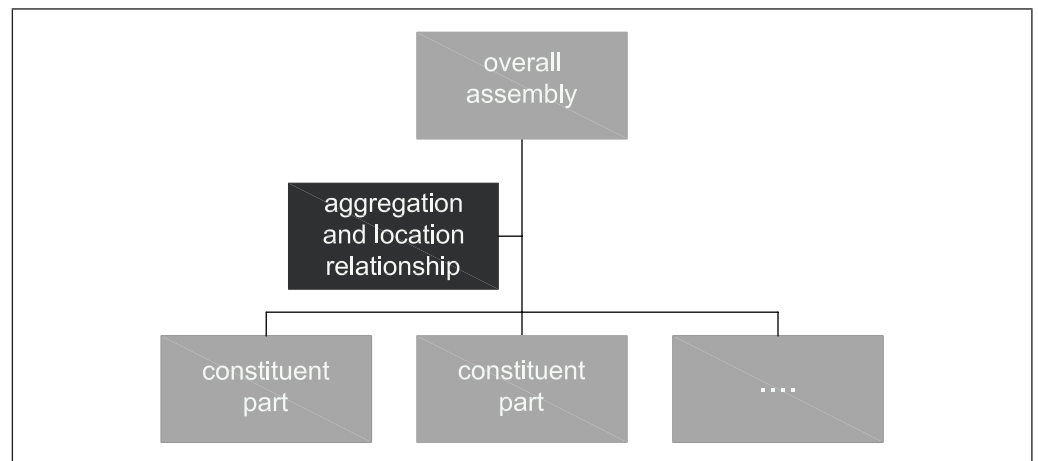 overall
assembly
aggregation
and location
relationship
constituent
part
constituent
part
....